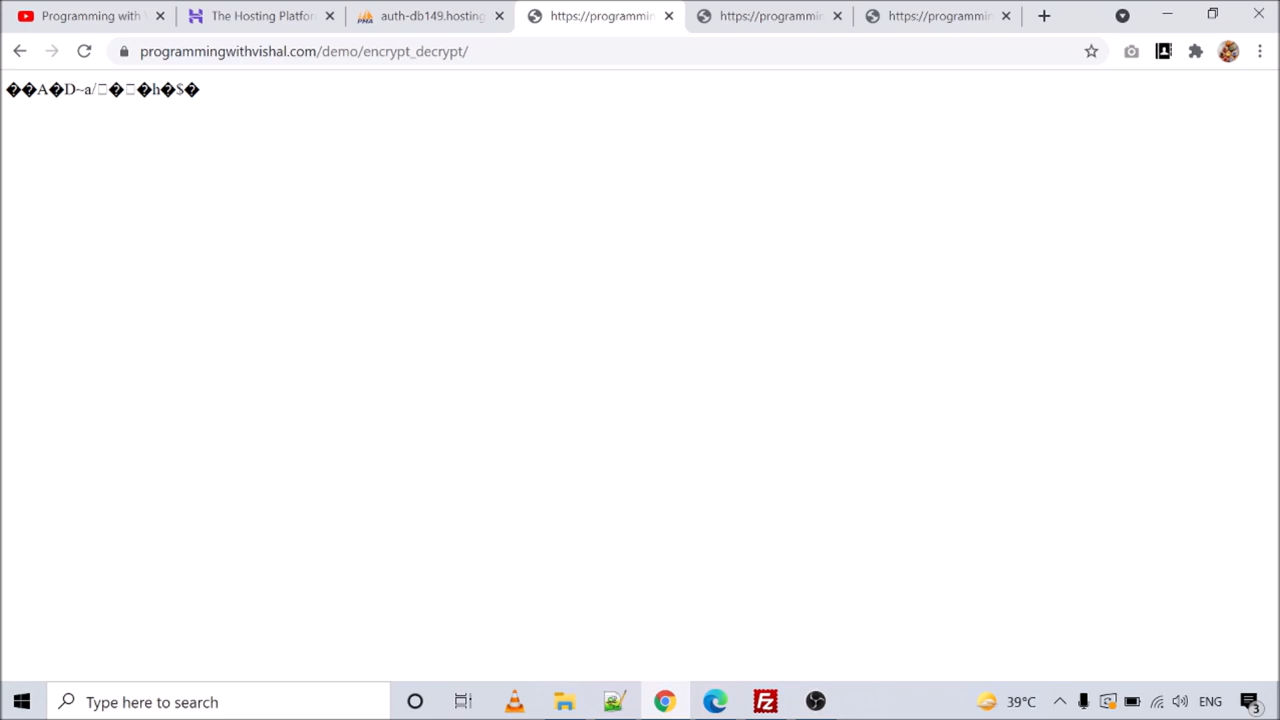 Programming with
The Hosting Platfor
auth-db149.hosting
https://programmin
https://programmin
https://programmin
programmingwithvishal.com/demo/encrypt_decrypt/
��A�D~a/□�□�h�$�
Type here to search
39°C
ENG
3